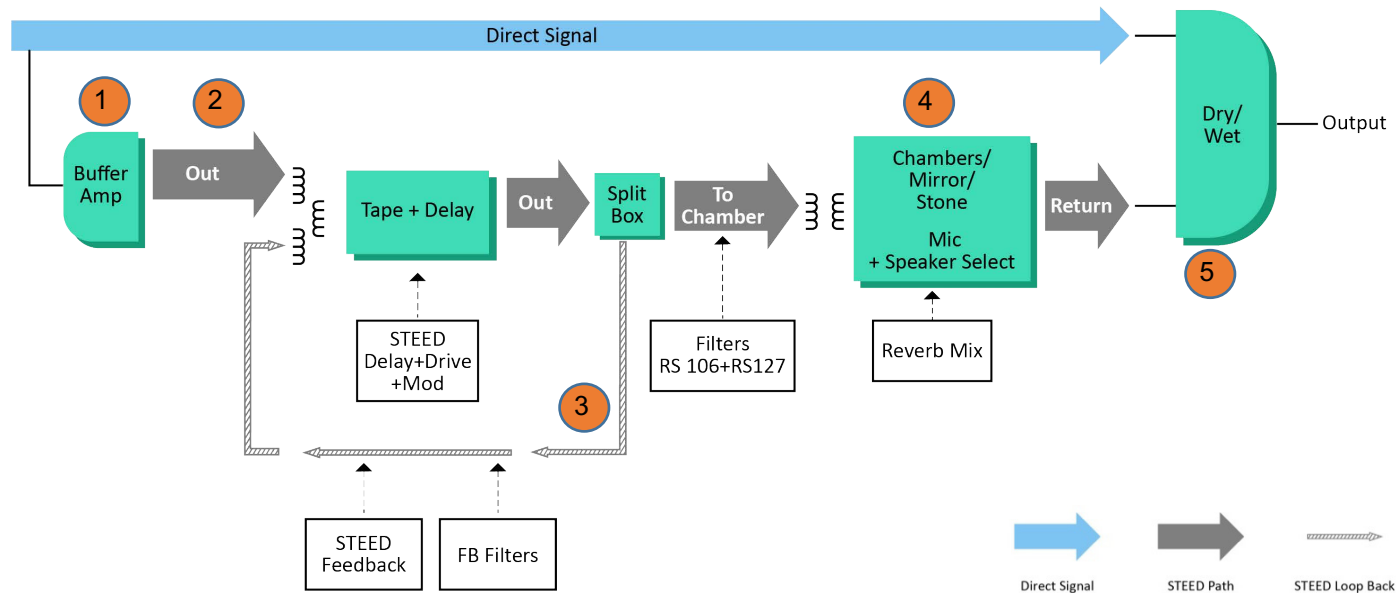 Direct Signal
1
2
4
Buffer
Amp
Out
Tape + Delay
Out
Split
Box
To
Chamber
Chambers/
Mirror/
Stone
Mic
+ Speaker Select
Return
Dry/
Wet
Output
5
STEED
Delay+Drive
+Mod
Filters
RS 106+RS127
Reverb Mix
3
STEED
Feedback
FB Filters
Direct Signal
STEED Path
STEED Loop Back